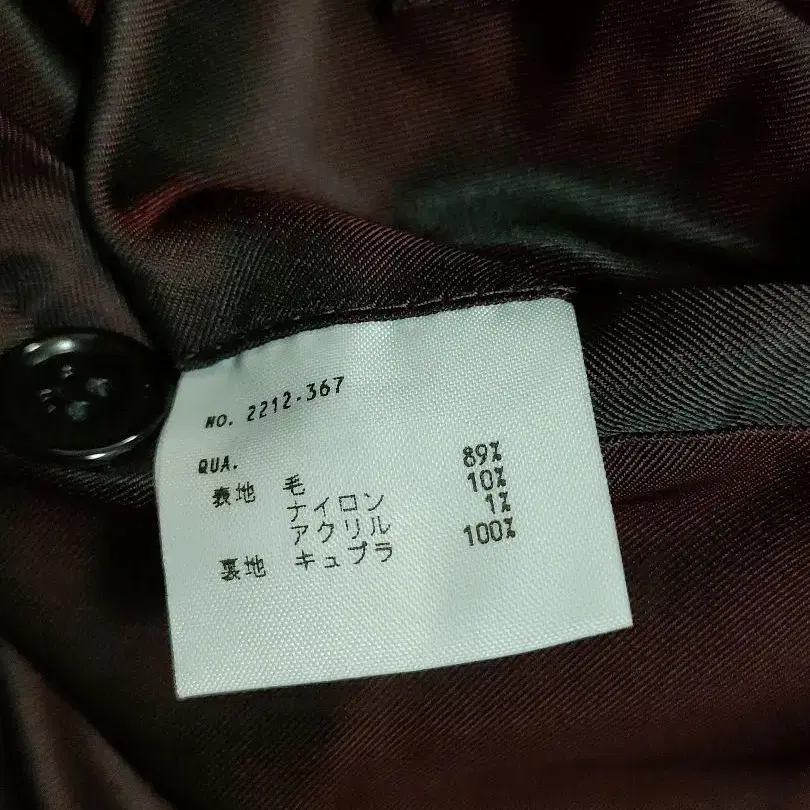 NO. 2212-367
QUA.
表地 毛 89%
ナイロン 10%
アクリル 1%
裏地 キュプラ 100%